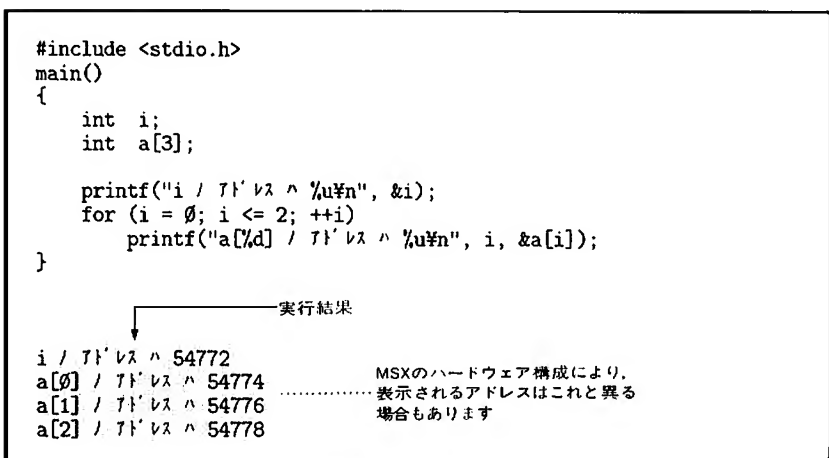 #include <stdio.h>
main()
{
    int  i;
    int  a[3];
    printf("i ﾉ ｱﾄﾞﾚｽ ﾊ %u¥n", &i);
    for (i = Ø; i <= 2; ++i)
        printf("a[%d] ﾉ ｱﾄﾞﾚｽ ﾊ %u¥n", i, &a[i]);
}
実行結果
i ﾉ ｱﾄﾞﾚｽ ﾊ 54772
a[Ø] ﾉ ｱﾄﾞﾚｽ ﾊ 54774
a[1] ﾉ ｱﾄﾞﾚｽ ﾊ 54776
a[2] ﾉ ｱﾄﾞﾚｽ ﾊ 54778
MSXのハードウェア構成により,
表示されるアドレスはこれと異る
場合もあります